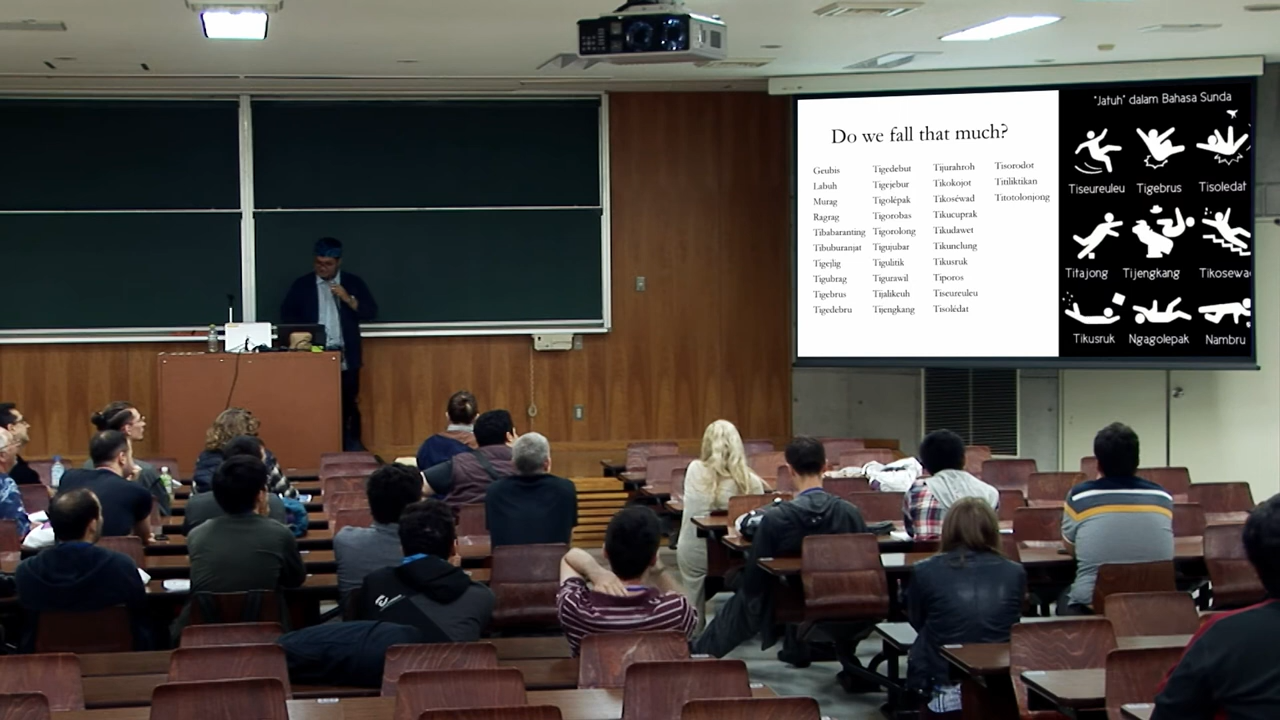 Do we fall that much?
Geubis
Labuh
Murag
Ragrag
Tibabaranting
Tibuburanjat
Tigejlig
Tigubrag
Tigebrus
Tigedebru
Tigedebut
Tigejebur
Tigolépak
Tigorobas
Tigorolong
Tigujubar
Tigulitik
Tigurawil
Tijalikeuh
Tijengkang
Tijurahroh
Tikokojot
Tikoséwad
Tikucuprak
Tikudawet
Tikunclung
Tikusruk
Tiporos
Tiseureuleu
Tisolédat
Tisorodot
Titiliktikan
Titotolonjong
"Jatuh" dalam Bahasa Sunda
Tiseureuleu Tigebrus Tisoledat
Titajong Tijengkang Tikosewa
Tikusruk Ngagolepak Nambru